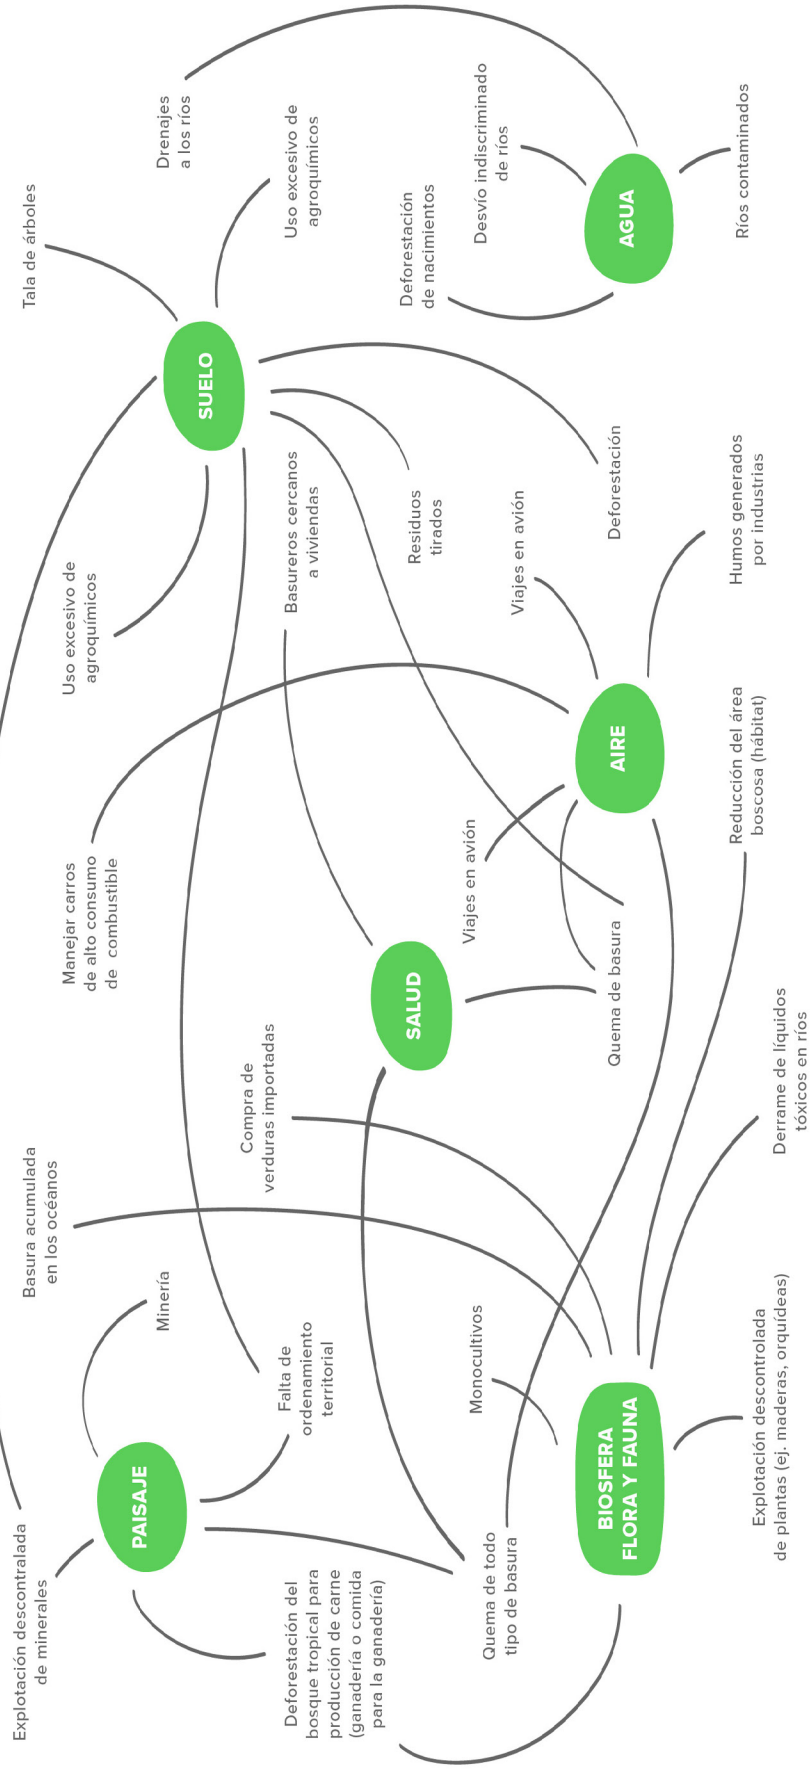 Explotación descontralada
de minerales
Basura acumulada
en los océanos
Tala de árboles
Manejar carros
de alto consumo
de combustible
Uso excesivo de
agroquímicos
PAISAJE
Minería
Drenajes
a los ríos
SUELO
Compra de
verduras importadas
Falta de
ordenamiento
territorial
Deforestación del
bosque tropical para
producción de carne
(ganadería o comida
para la ganadería)
Basureros cercanos
a viviendas
Uso excesivo de
agroquímicos
SALUD
Residuos
tirados
Deforestación
de nacimientos
Monocultivos
Viajes en avión
Desvío indiscriminado
de ríos
Quema de todo
tipo de basura
Viajes en avión
BIOSFERA
FLORA Y FAUNA
Quema de basura
AIRE
Deforestación
AGUA
Reducción del área
boscosa (hábitat)
Humos generados
por industrias
Ríos contaminados
Explotación descontrolada
de plantas (ej. maderas, orquídeas)
Derrame de líquidos
tóxicos en ríos